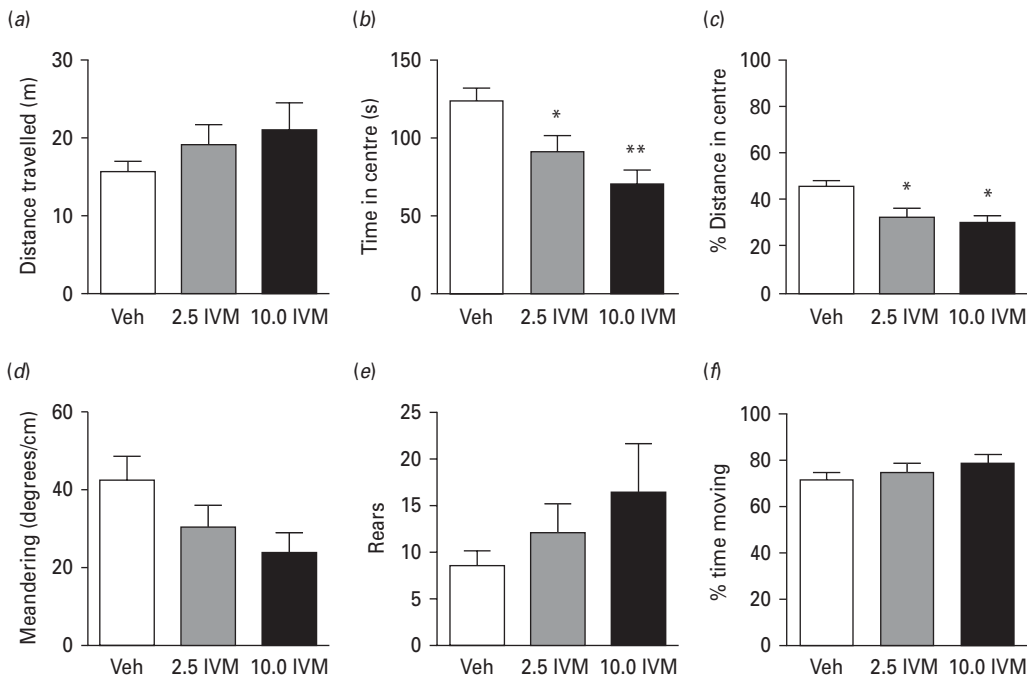 (a)
Distance travelled (m)
30
20
10
0
Veh 2.5 IVM 10.0 IVM
(b)
Time in centre (s)
150
100
50
0
*
**
Veh 2.5 IVM 10.0 IVM
(c)
% Distance in centre
100
80
60
40
20
0
*
*
Veh 2.5 IVM 10.0 IVM
(d)
Meandering (degrees/cm)
60
40
20
0
Veh 2.5 IVM 10.0 IVM
(e)
Rears
25
20
15
10
5
0
Veh 2.5 IVM 10.0 IVM
(f)
% time moving
100
80
60
40
20
0
Veh 2.5 IVM 10.0 IVM